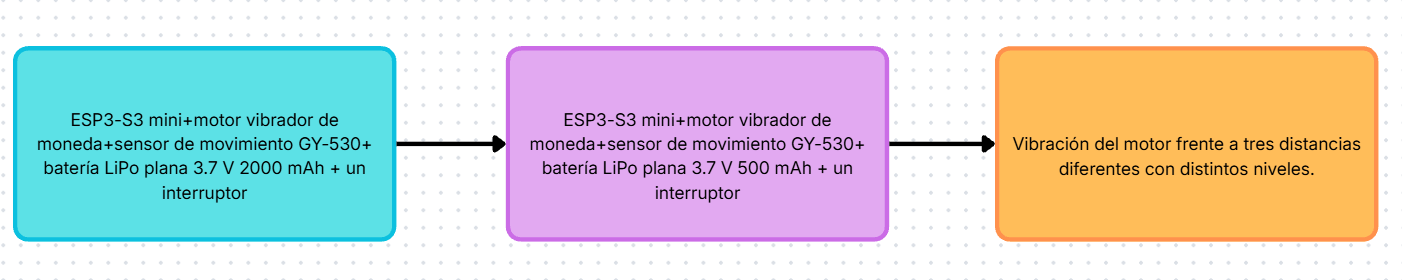 ESP3-S3 mini+motor vibrador de
moneda+sensor de movimiento GY-530+
batería LiPo plana 3.7 V 2000 mAh + un
interruptor
ESP3-S3 mini+motor vibrador de
moneda+sensor de movimiento GY-530+
batería LiPo plana 3.7 V 500 mAh + un
interruptor
Vibración del motor frente a tres distancias
diferentes con distintos niveles.